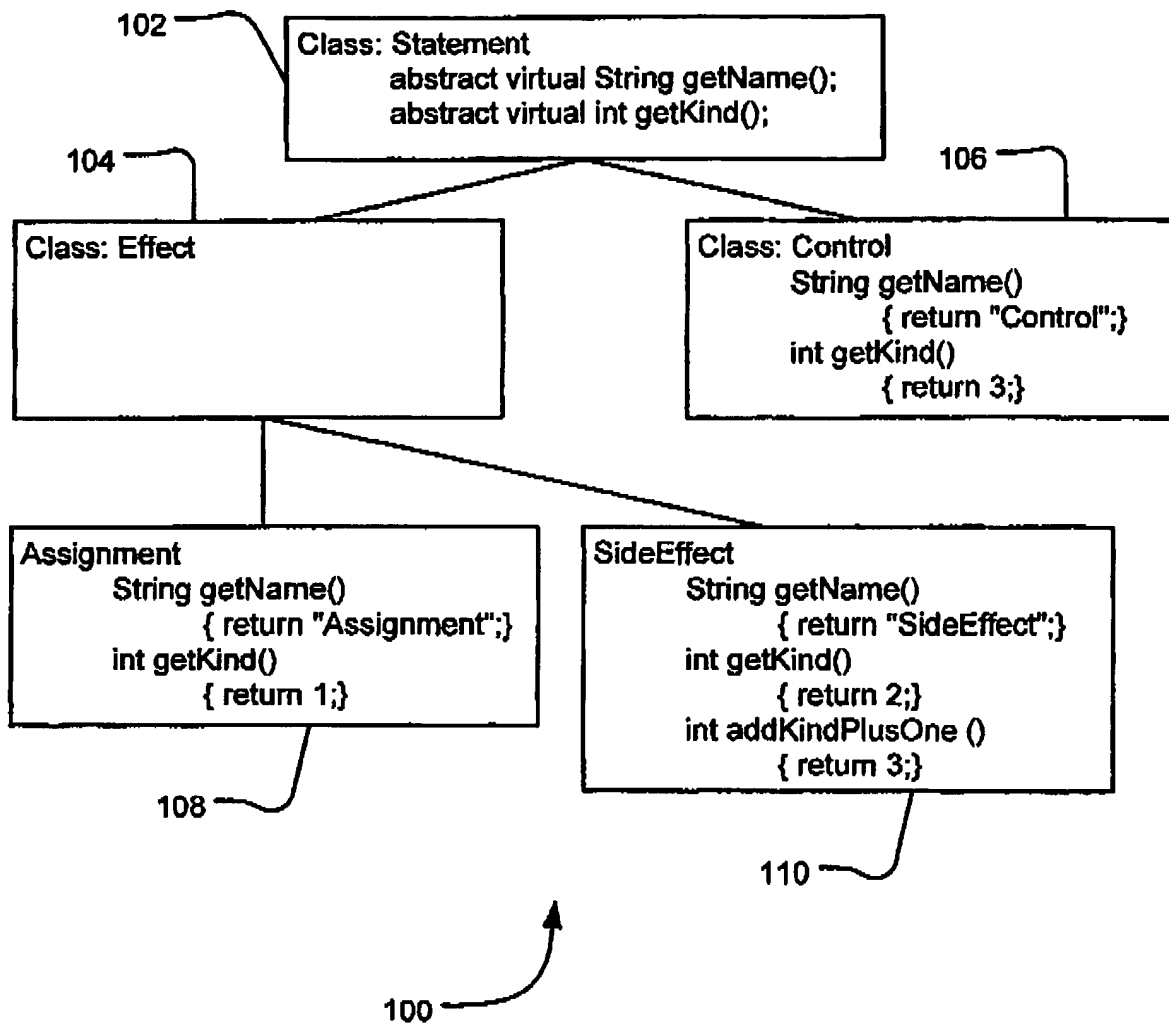 102
Class: Statement
abstract virtual String getName();
abstract virtual int getKind();
104
106
Class: Effect
Class: Control
String getName()
{ return "Control";}
int getKind()
{ return 3;}
Assignment
String getName()
{ return "Assignment";}
int getKind()
{ return 1;}
SideEffect
String getName()
{ return "SideEffect";}
int getKind()
{ return 2;}
int addKindPlusOne ()
{ return 3;}
108
110
100